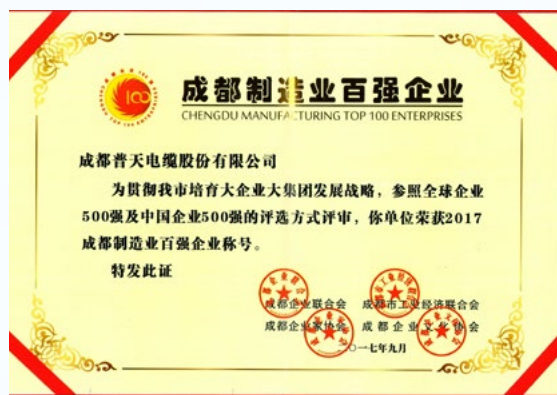 100
成都制造业百强企业
CHENGDU MANUFACTURING TOP 100 ENTERPRISES
成都普天电缆股份有限公司
为贯彻我市培育大企业大集团发展战略，参照全球企业
500强及中国企业500强的评选方式评审，你单位荣获2017
成都制造业百强企业称号。
特发此证
成都企业联合会 成都市工业经济联合会
成都企业家协会 成都企业文化协会
二〇一七年九月